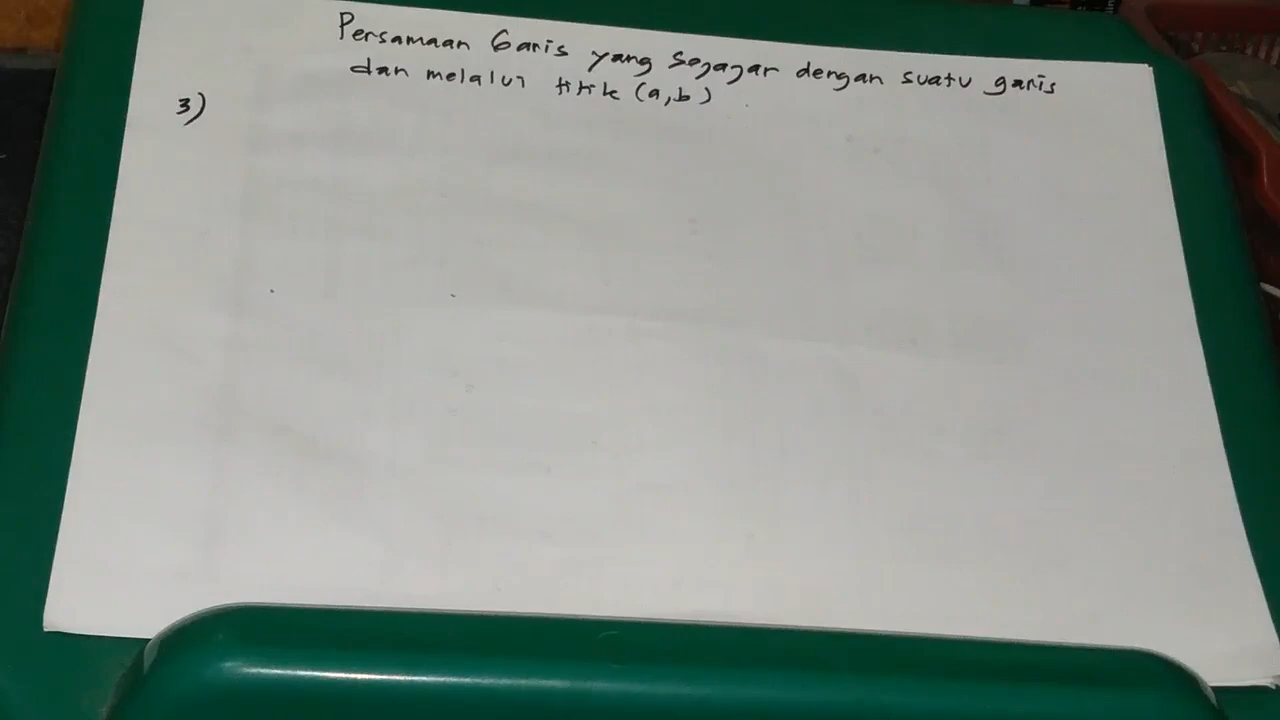 Persamaan Garis yang sejajar dengan suatu garis
dan melalui titik (a,b)
3)